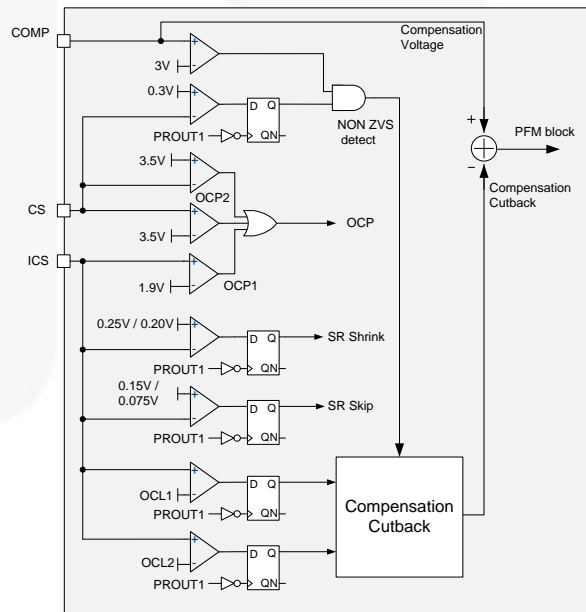 COMP
Compensation
Voltage
3V
0.3V
D Q
QN
PROUT1
NON ZVS
detect
+
PFM block
−
Compensation
Cutback
3.5V
OCP2
CS
3.5V
OCP
ICS
1.9V
OCP1
0.25V / 0.20V
D Q
QN
SR Shrink
PROUT1
0.15V /
0.075V
D Q
QN
SR Skip
PROUT1
OCL1
D Q
QN
PROUT1
Compensation
Cutback
OCL2
D Q
QN
PROUT1